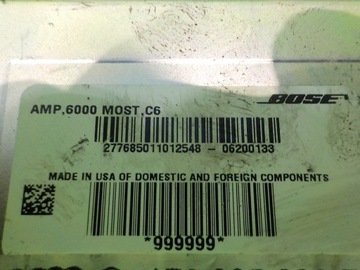 BOSE
AMP,6000 MOST,C6
277685011012548 - 06200133
MADE IN USA OF DOMESTIC AND FOREIGN COMPONENTS
*999999*